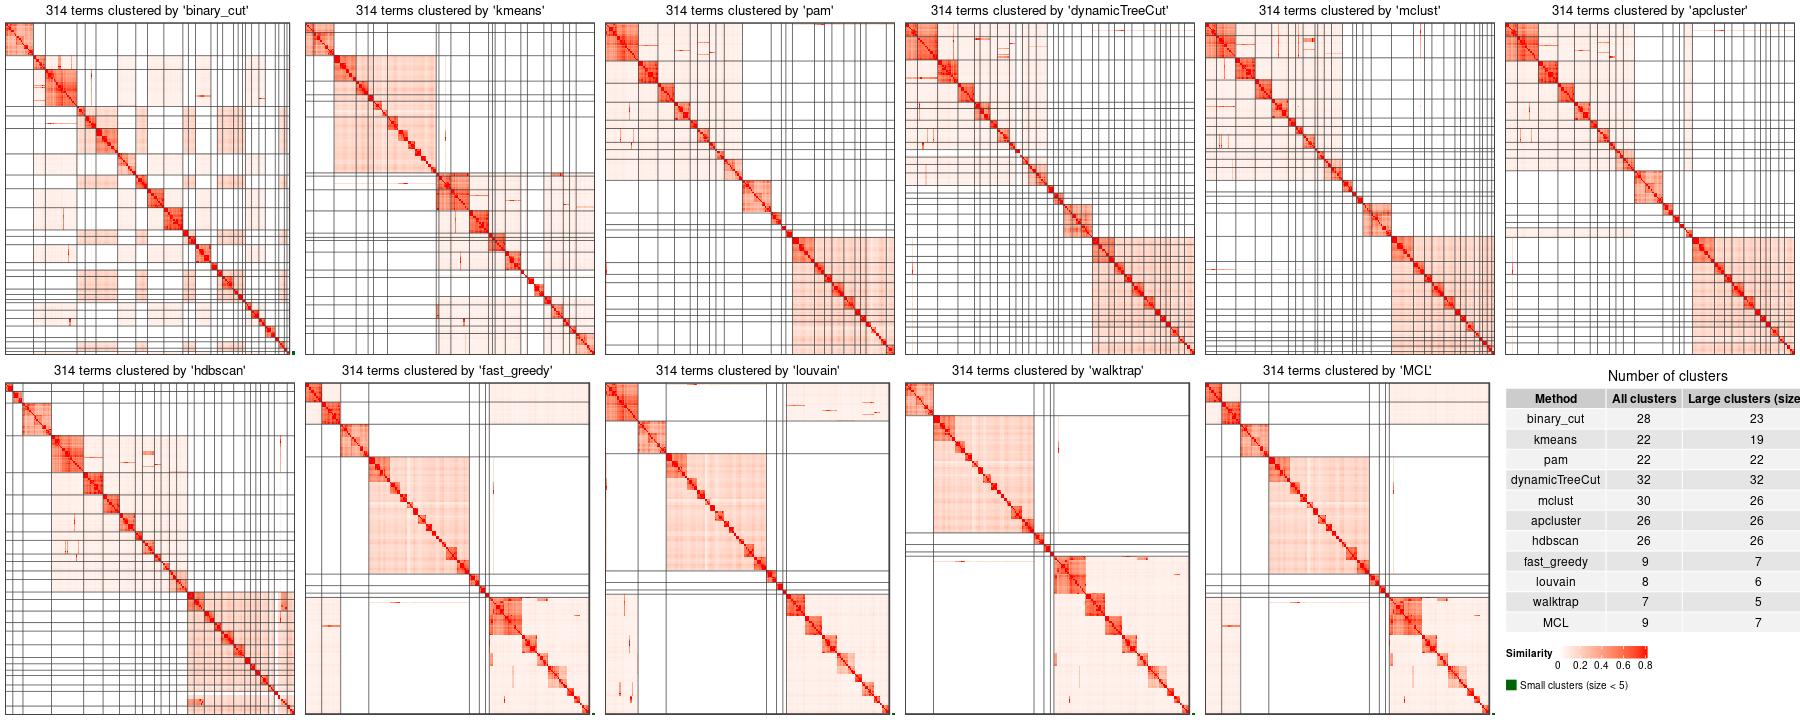 314 terms clustered by 'binary_cut'
314 terms clustered by 'kmeans'
314 terms clustered by 'pam'
314 terms clustered by 'dynamicTreeCut'
314 terms clustered by 'mclust'
314 terms clustered by 'apcluster'
314 terms clustered by 'hdbscan'
314 terms clustered by 'fast_greedy'
314 terms clustered by 'louvain'
314 terms clustered by 'walktrap'
314 terms clustered by 'MCL'
Number of clusters
Method All clusters Large clusters (size
binary_cut 28 23
kmeans 22 19
pam 22 22
dynamicTreeCut 32 32
mclust 30 26
apcluster 26 26
hdbscan 26 26
fast_greedy 9 7
louvain 8 6
walktrap 7 5
MCL 9 7
Similarity
0 0.2 0.4 0.6 0.8
Small clusters (size < 5)